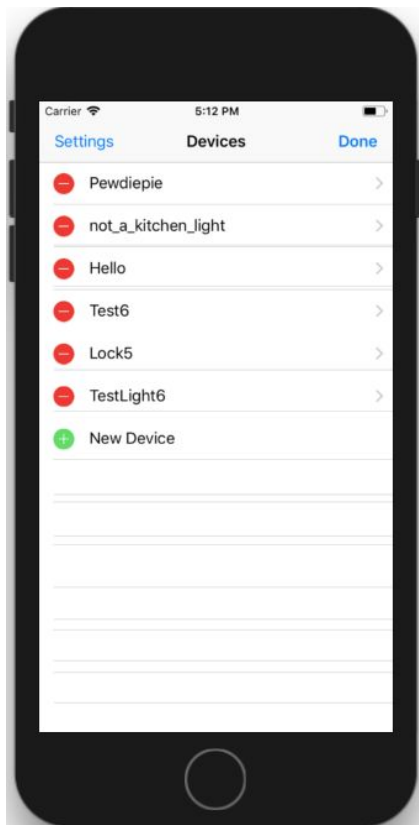 Carrier 5:12 PM
Settings Devices Done
Pewdiepie
not_a_kitchen_light
Hello
Test6
Lock5
TestLight6
New Device